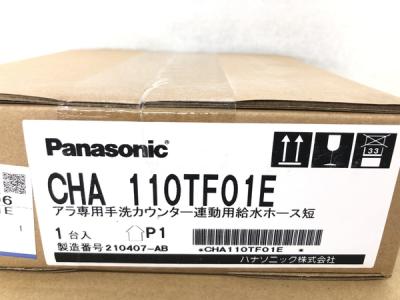 Panasonic
CHA 110TF01E
アラ専用手洗カウンター連動用給水ホース短
1台入 P1
製造番号 210407-AB
*CHA110TF01E *
パナソニック株式会社
33